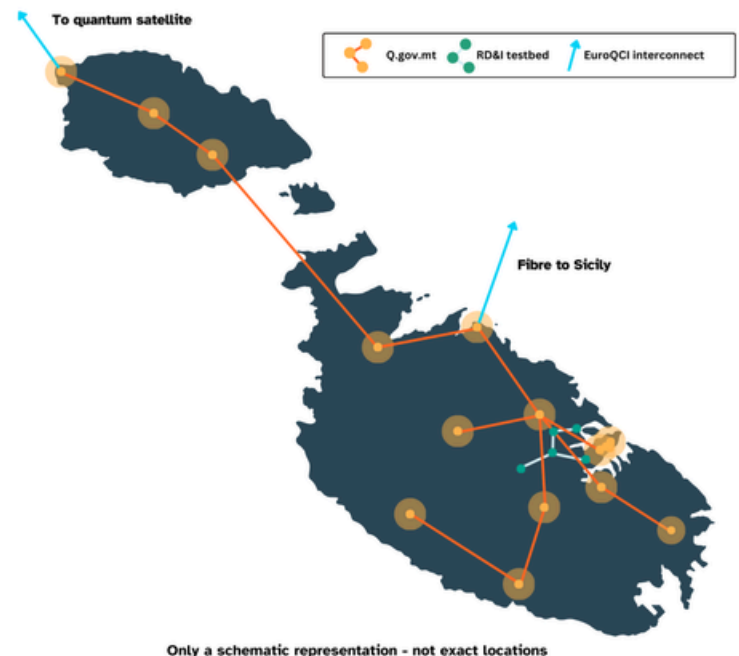 To quantum satellite
Q.gov.mt RD&I testbed EuroQCI interconnect
Fibre to Sicily
Only a schematic representation - not exact locations